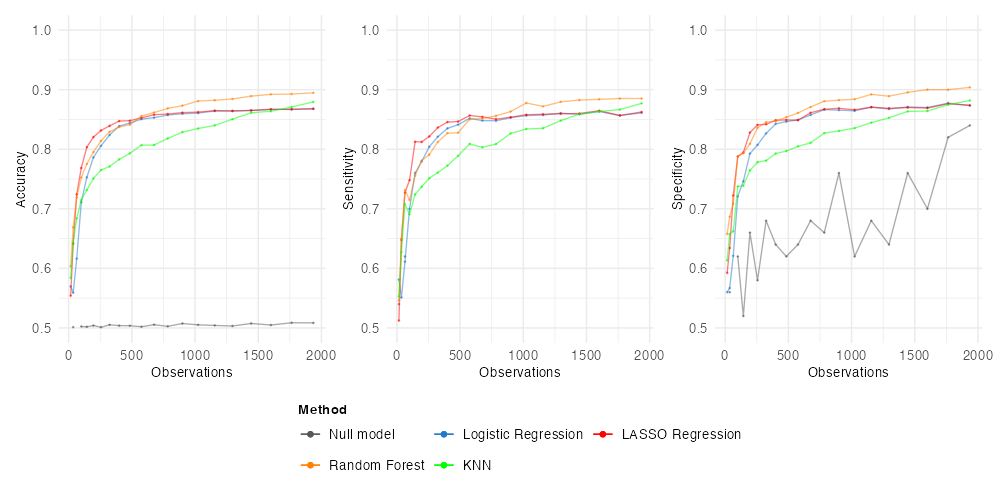 1.0
0.9
0.8
0.7
0.6
0.5
Accuracy
0 500 1000 1500 2000
Observations
1.0
0.9
0.8
0.7
0.6
0.5
Sensitivity
0 500 1000 1500 2000
Observations
1.0
0.9
0.8
0.7
0.6
0.5
Specificity
0 500 1000 1500 2000
Observations
Method
Null model Logistic Regression LASSO Regression
Random Forest KNN